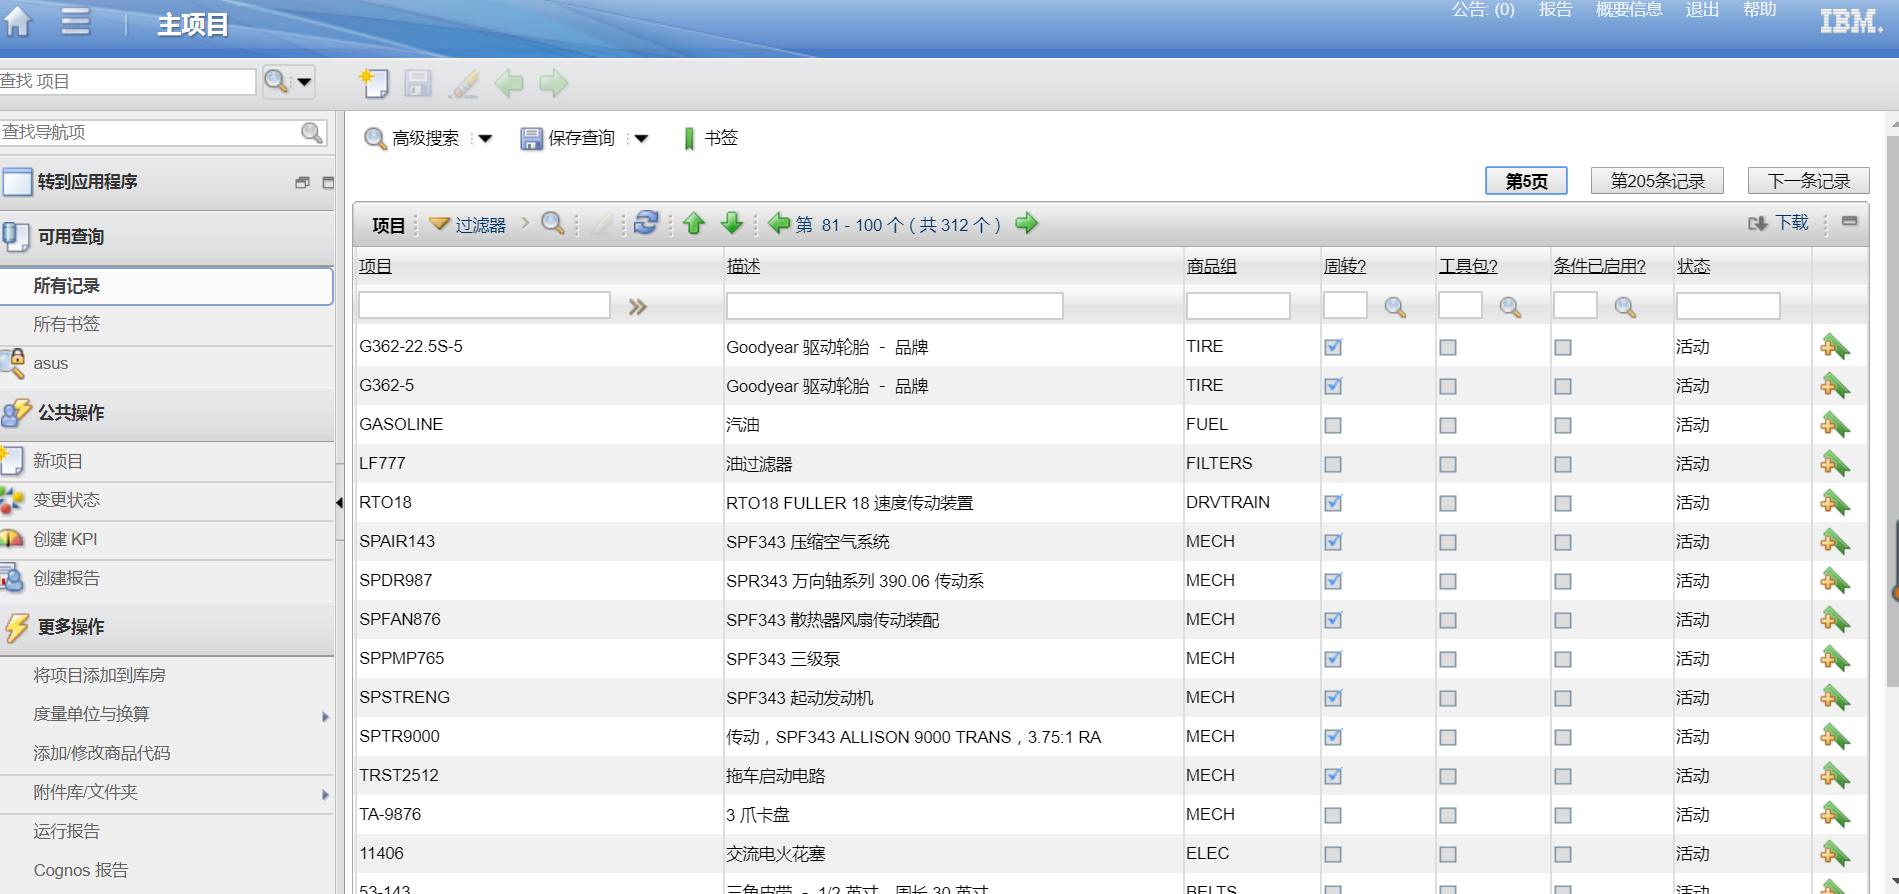 主项目
公告: (0) 报告 概要信息 退出 帮助
IBM.
查找 项目
查找导航项
转到应用程序
可用查询
所有记录
所有书签
asus
公共操作
新项目
变更状态
创建 KPI
创建报告
更多操作
将项目添加到库房
度量单位与换算
添加/修改商品代码
附件库/文件夹
运行报告
Cognos 报告
高级搜索 保存查询 书签
第5页 第205条记录 下一条记录
项目 过滤器 第 81 - 100 个 ( 共 312 个 ) 下载
项目 描述 商品组 周转? 工具包? 条件已启用? 状态
G362-22.5S-5 Goodyear 驱动轮胎 － 品牌 TIRE 活动
G362-5 Goodyear 驱动轮胎 － 品牌 TIRE 活动
GASOLINE 汽油 FUEL 活动
LF777 油过滤器 FILTERS 活动
RTO18 RTO18 FULLER 18 速度传动装置 DRVTRAIN 活动
SPAIR143 SPF343 压缩空气系统 MECH 活动
SPDR987 SPR343 万向轴系列 390.06 传动系 MECH 活动
SPFAN876 SPF343 散热器风扇传动装配 MECH 活动
SPPMP765 SPF343 三级泵 MECH 活动
SPSTRENG SPF343 起动发动机 MECH 活动
SPTR9000 传动，SPF343 ALLISON 9000 TRANS，3.75:1 RA MECH 活动
TRST2512 拖车启动电路 MECH 活动
TA-9876 3 爪卡盘 MECH 活动
11406 交流电火花塞 ELEC 活动
53-143 三角皮带 － 1/2 英寸，周长 30 英寸 BELTS 活动